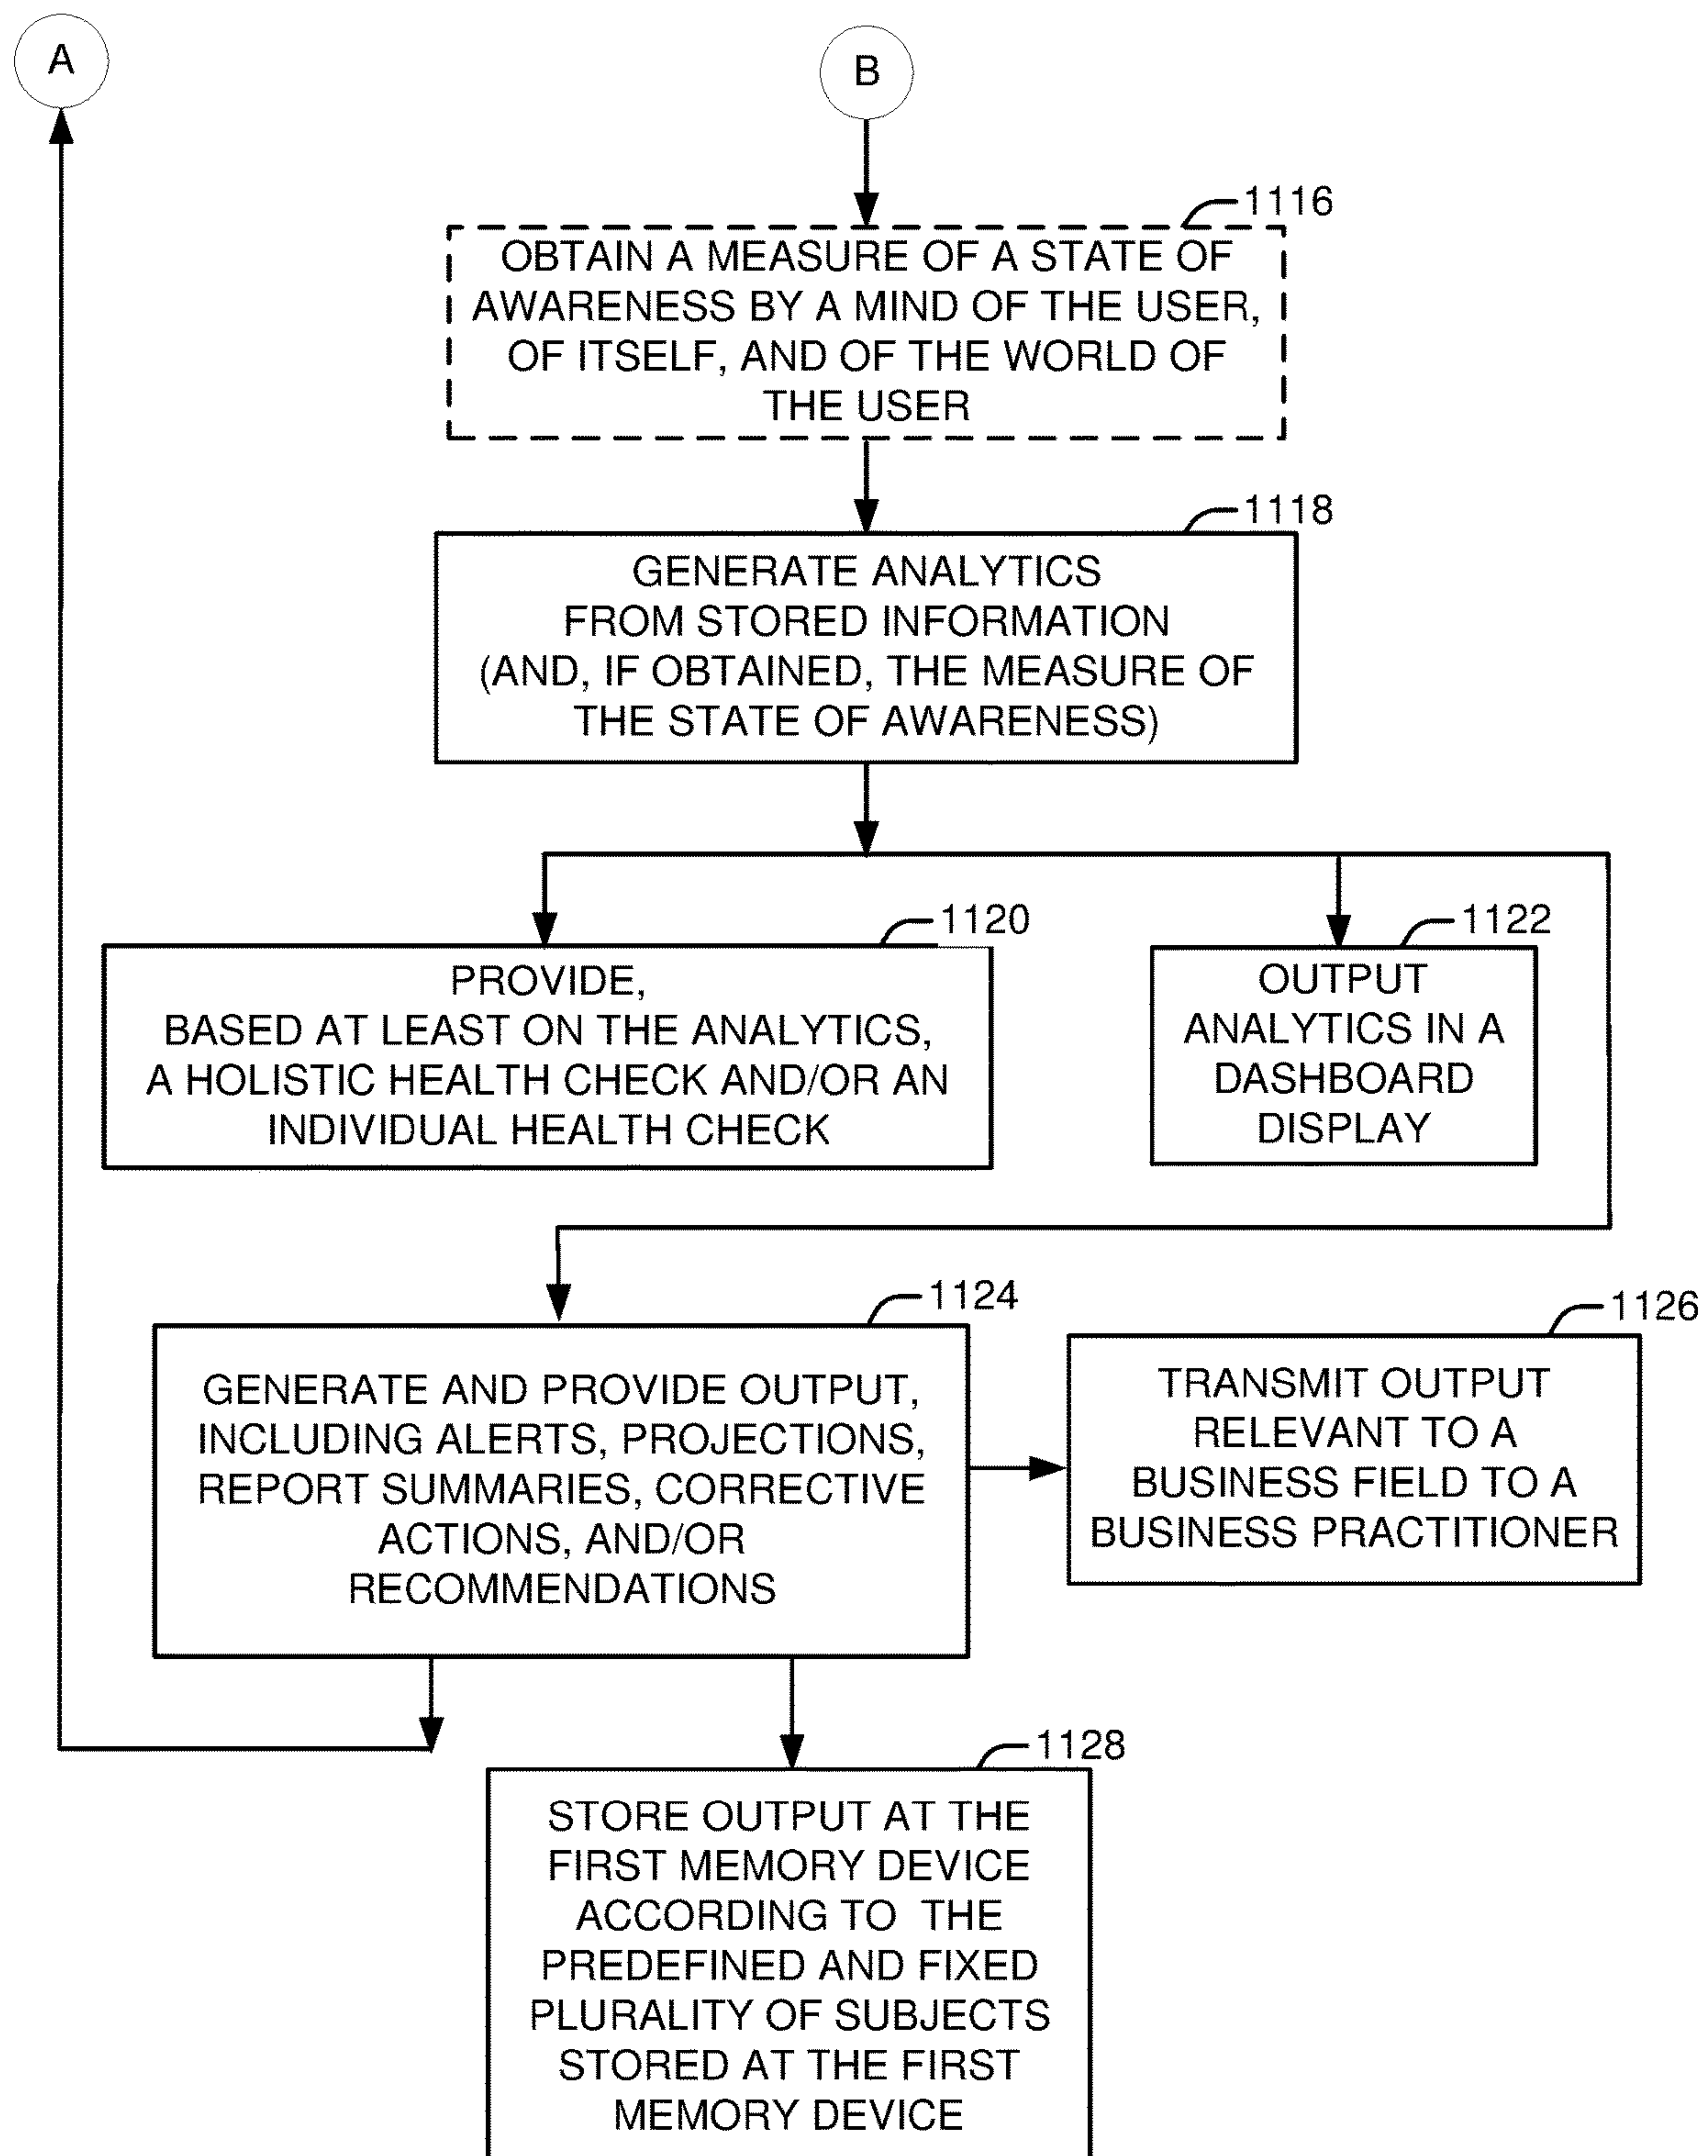 A
B
1116
OBTAIN A MEASURE OF A STATE OF
AWARENESS BY A MIND OF THE USER,
OF ITSELF, AND OF THE WORLD OF
THE USER
1118
GENERATE ANALYTICS
FROM STORED INFORMATION
(AND, IF OBTAINED, THE MEASURE OF
THE STATE OF AWARENESS)
1120
PROVIDE,
BASED AT LEAST ON THE ANALYTICS,
A HOLISTIC HEALTH CHECK AND/OR AN
INDIVIDUAL HEALTH CHECK
1122
OUTPUT
ANALYTICS IN A
DASHBOARD
DISPLAY
1124
GENERATE AND PROVIDE OUTPUT,
INCLUDING ALERTS, PROJECTIONS,
REPORT SUMMARIES, CORRECTIVE
ACTIONS, AND/OR
RECOMMENDATIONS
1126
TRANSMIT OUTPUT
RELEVANT TO A
BUSINESS FIELD TO A
BUSINESS PRACTITIONER
1128
STORE OUTPUT AT THE
FIRST MEMORY DEVICE
ACCORDING TO THE
PREDEFINED AND FIXED
PLURALITY OF SUBJECTS
STORED AT THE FIRST
MEMORY DEVICE